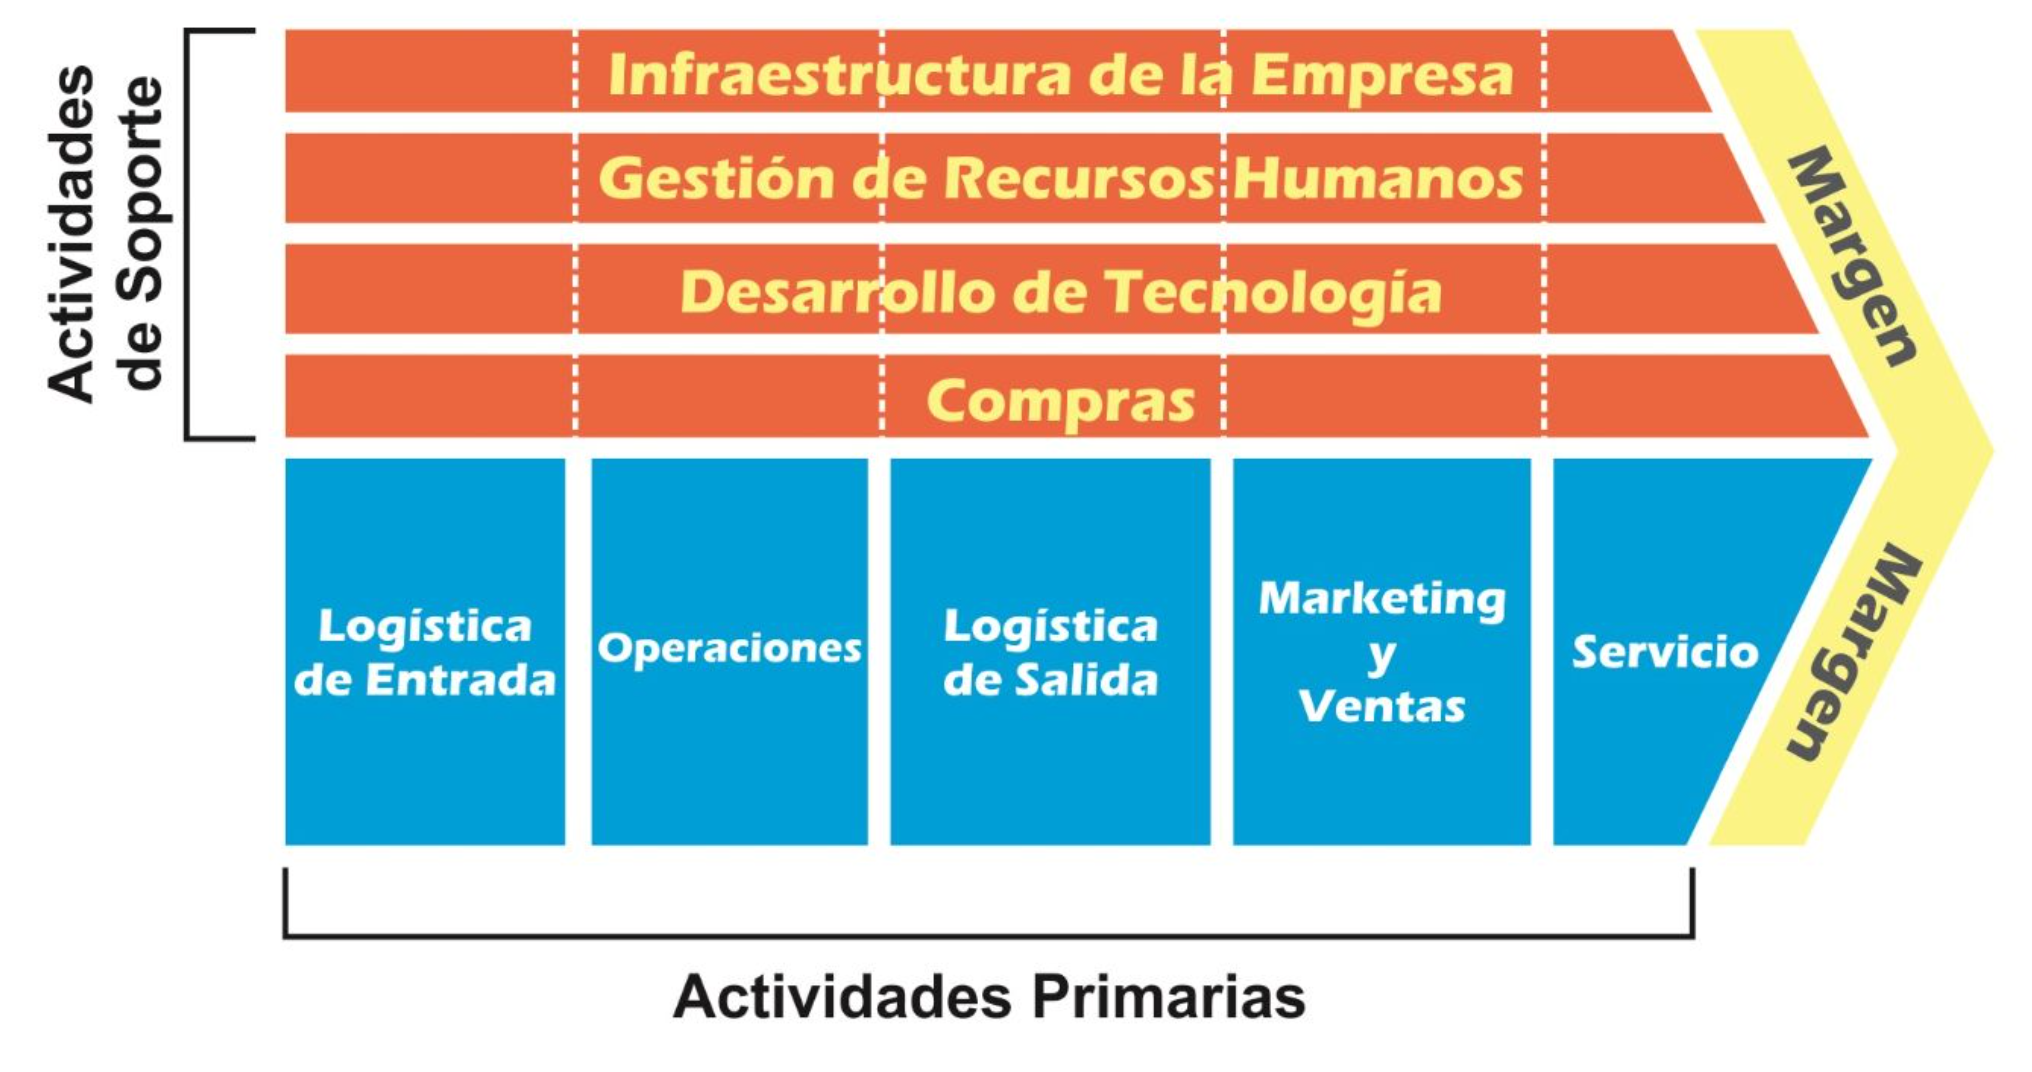 Actividades
de Soporte
Infraestructura de la Empresa
Gestión de Recursos Humanos
Desarrollo de Tecnología
Compras
Margen
Logística
de Entrada
Operaciones
Logística
de Salida
Marketing
y
Ventas
Servicio
Margen
Actividades Primarias